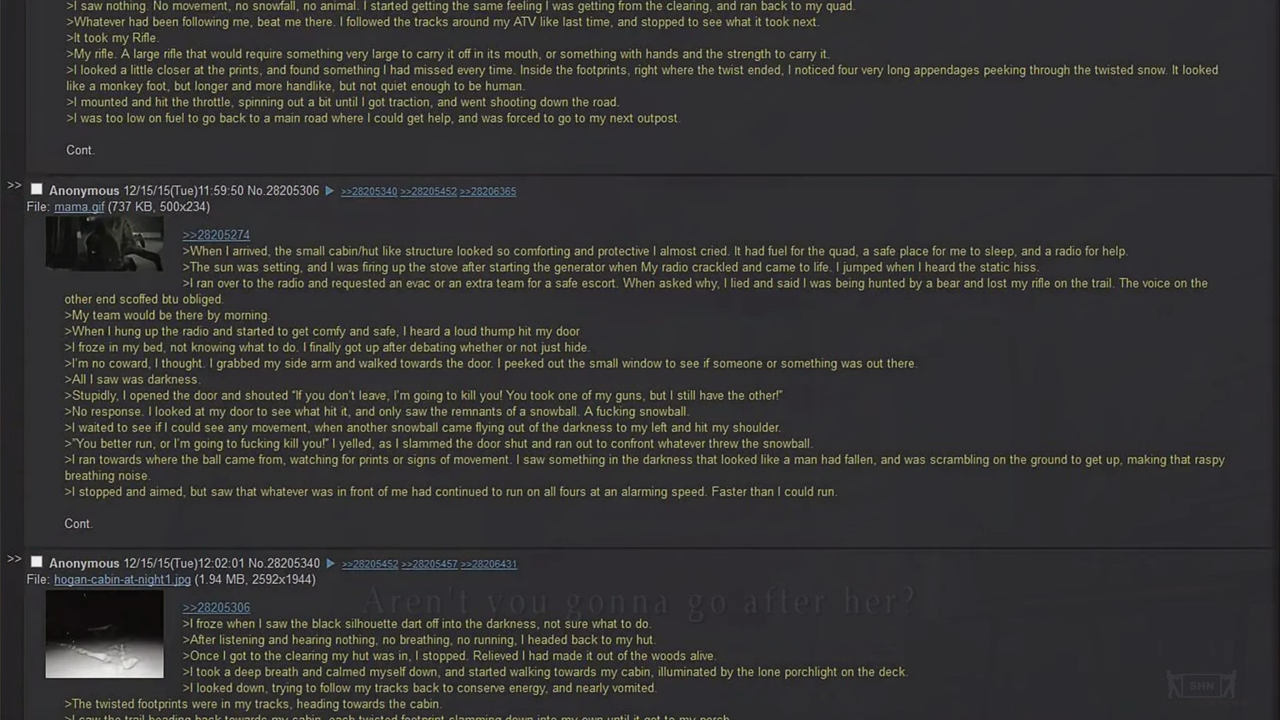 >I saw nothing. No movement, no snowfall, no animal. I started getting the same feeling I was getting from the clearing, and ran back to my quad.
>Whatever had been following me, beat me there. I followed the tracks around my ATV like last time, and stopped to see what it took next.
>It took my Rifle.
>My rifle. A large rifle that would require something very large to carry it off in its mouth, or something with hands and the strength to carry it.
>I looked a little closer at the prints, and found something I had missed every time. Inside the footprints, right where the twist ended, I noticed four very long appendages peeking through the twisted snow. It looked
like a monkey foot, but longer and more handlike, but not quiet enough to be human.
>I mounted and hit the throttle, spinning out a bit until I got traction, and went shooting down the road.
>I was too low on fuel to go back to a main road where I could get help, and was forced to go to my next outpost.
Cont.
>> Anonymous 12/15/15(Tue)11:59:50 No.28205306 ▶ >>28205340 >>28205452 >>28206365
File: mama.gif (737 KB, 500x234)
>>28205274
>When I arrived, the small cabin/hut like structure looked so comforting and protective I almost cried. It had fuel for the quad, a safe place for me to sleep, and a radio for help.
>The sun was setting, and I was firing up the stove after starting the generator when My radio crackled and came to life. I jumped when I heard the static hiss.
>I ran over to the radio and requested an evac or an extra team for a safe escort. When asked why, I lied and said I was being hunted by a bear and lost my rifle on the trail. The voice on the
other end scoffed btu obliged.
>My team would be there by morning.
>When I hung up the radio and started to get comfy and safe, I heard a loud thump hit my door
>I froze in my bed, not knowing what to do. I finally got up after debating whether or not just hide.
>I'm no coward, I thought. I grabbed my side arm and walked towards the door. I peeked out the small window to see if someone or something was out there.
>All I saw was darkness.
>Stupidly, I opened the door and shouted "If you don't leave, I'm going to kill you! You took one of my guns, but I still have the other!"
>No response. I looked at my door to see what hit it, and only saw the remnants of a snowball. A fucking snowball.
>I waited to see if I could see any movement, when another snowball came flying out of the darkness to my left and hit my shoulder.
>"You better run, or I'm going to fucking kill you!" I yelled, as I slammed the door shut and ran out to confront whatever threw the snowball.
>I ran towards where the ball came from, watching for prints or signs of movement. I saw something in the darkness that looked like a man had fallen, and was scrambling on the ground to get up, making that raspy
breathing noise.
>I stopped and aimed, but saw that whatever was in front of me had continued to run on all fours at an alarming speed. Faster than I could run.
Cont.
>> Anonymous 12/15/15(Tue)12:02:01 No.28205340 ▶ >>28205452 >>28205457 >>28206431
File: hogan-cabin-at-night1.jpg (1.94 MB, 2592x1944)
Aren't you gonna go after her?
>>28205306
>I froze when I saw the black silhouette dart off into the darkness, not sure what to do.
>After listening and hearing nothing, no breathing, no running, I headed back to my hut.
>Once I got to the clearing my hut was in, I stopped. Relieved I had made it out of the woods alive.
>I took a deep breath and calmed myself down, and started walking towards my cabin, illuminated by the lone porchlight on the deck.
>I looked down, trying to follow my tracks back to conserve energy, and nearly vomited.
SHN
>The twisted footprints were in my tracks, heading towards the cabin.
>I saw the trail heading back towards my cabin, each twisted footprint slamming down into my own until it got to my porch